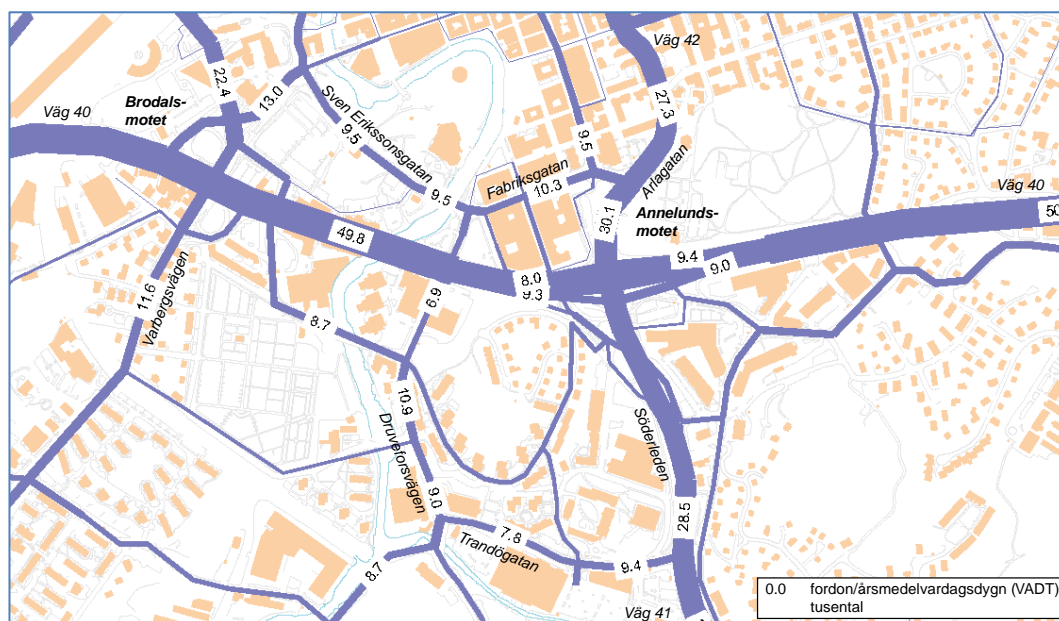 Väg 42
22.4
Väg 40
Brodals-
motet
13.0
27.3
Sven Erikssonsgatan
9.5
9.5
Fabriksgatan
10.3
Arlagatan
9.5
Väg 40
30.1
Annelunds-
motet
50
49.8
9.4
9.0
8.0
9.3
11.6
Varbergsvägen
6.9
8.7
10.9
Druveforsvägen
Söderleden
9.0
28.5
7.8
Trandögatan
9.4
8.7
Väg 41
0.0 fordon/årsmedelvardagsdygn (VADT)
tusental